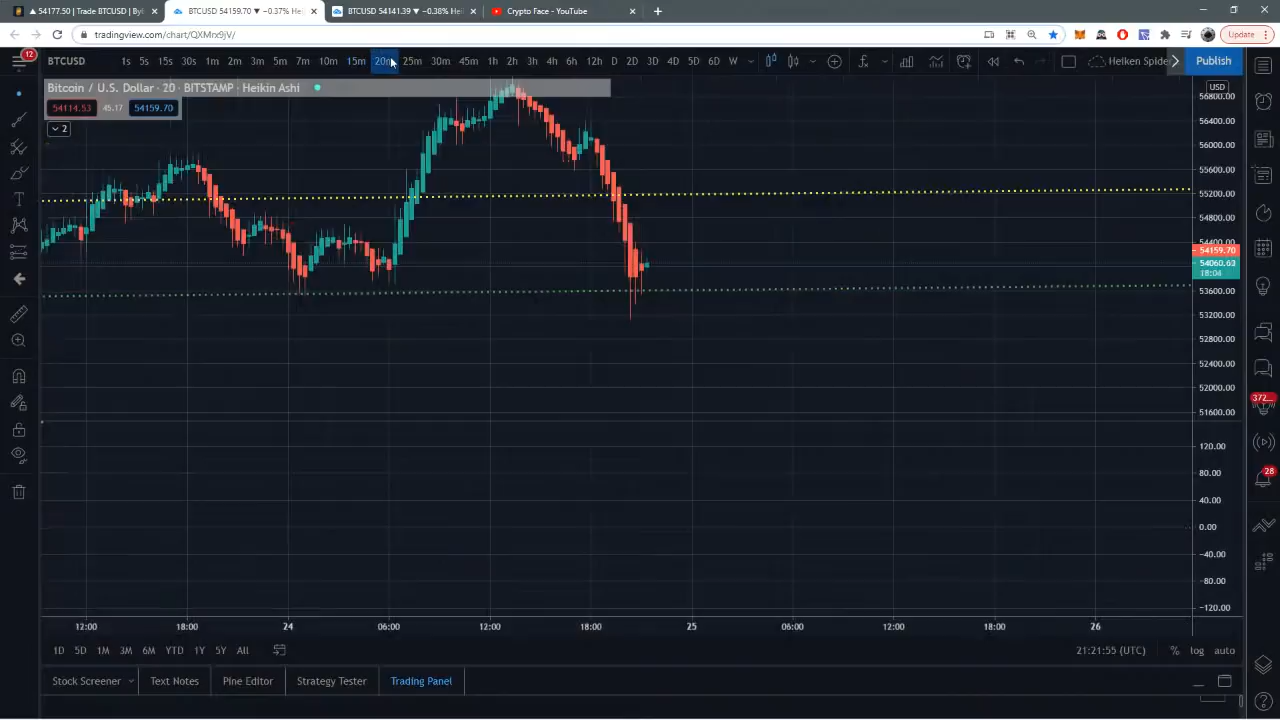 ▲ 54177.50 | Trade BTCUSD | Byb
BTCUSD 54159.70 ▼ −0.37% Hei
BTCUSD 54141.39 ▼ −0.38% Hei
Crypto Face - YouTube
tradingview.com/chart/QXMnx9jV/
Update
12
BTCUSD
1s 5s 15s 30s 1m 2m 3m 5m 7m 10m 15m 20m 25m 30m 45m 1h 2h 3h 4h 6h 12h D 2D 3D 4D 5D 6D W
Heiken Spide
Publish
Bitcoin / U.S. Dollar · 20 · BITSTAMP · Heikin Ashi
USD
54114.53 45.17 54159.70
2
56800.00
56400.00
56000.00
55600.00
55200.00
54800.00
54400.00
54159.70
54060.63
18:04
53600.00
53200.00
52800.00
52400.00
52000.00
51600.00
120.00
80.00
40.00
0.00
−40.00
−80.00
−120.00
372...
28
12:00 18:00 24 06:00 12:00 18:00 25 06:00 12:00 18:00 26
1D 5D 1M 3M 6M YTD 1Y 5Y All
21:21:55 (UTC) % log auto
Stock Screener Text Notes Pine Editor Strategy Tester Trading Panel